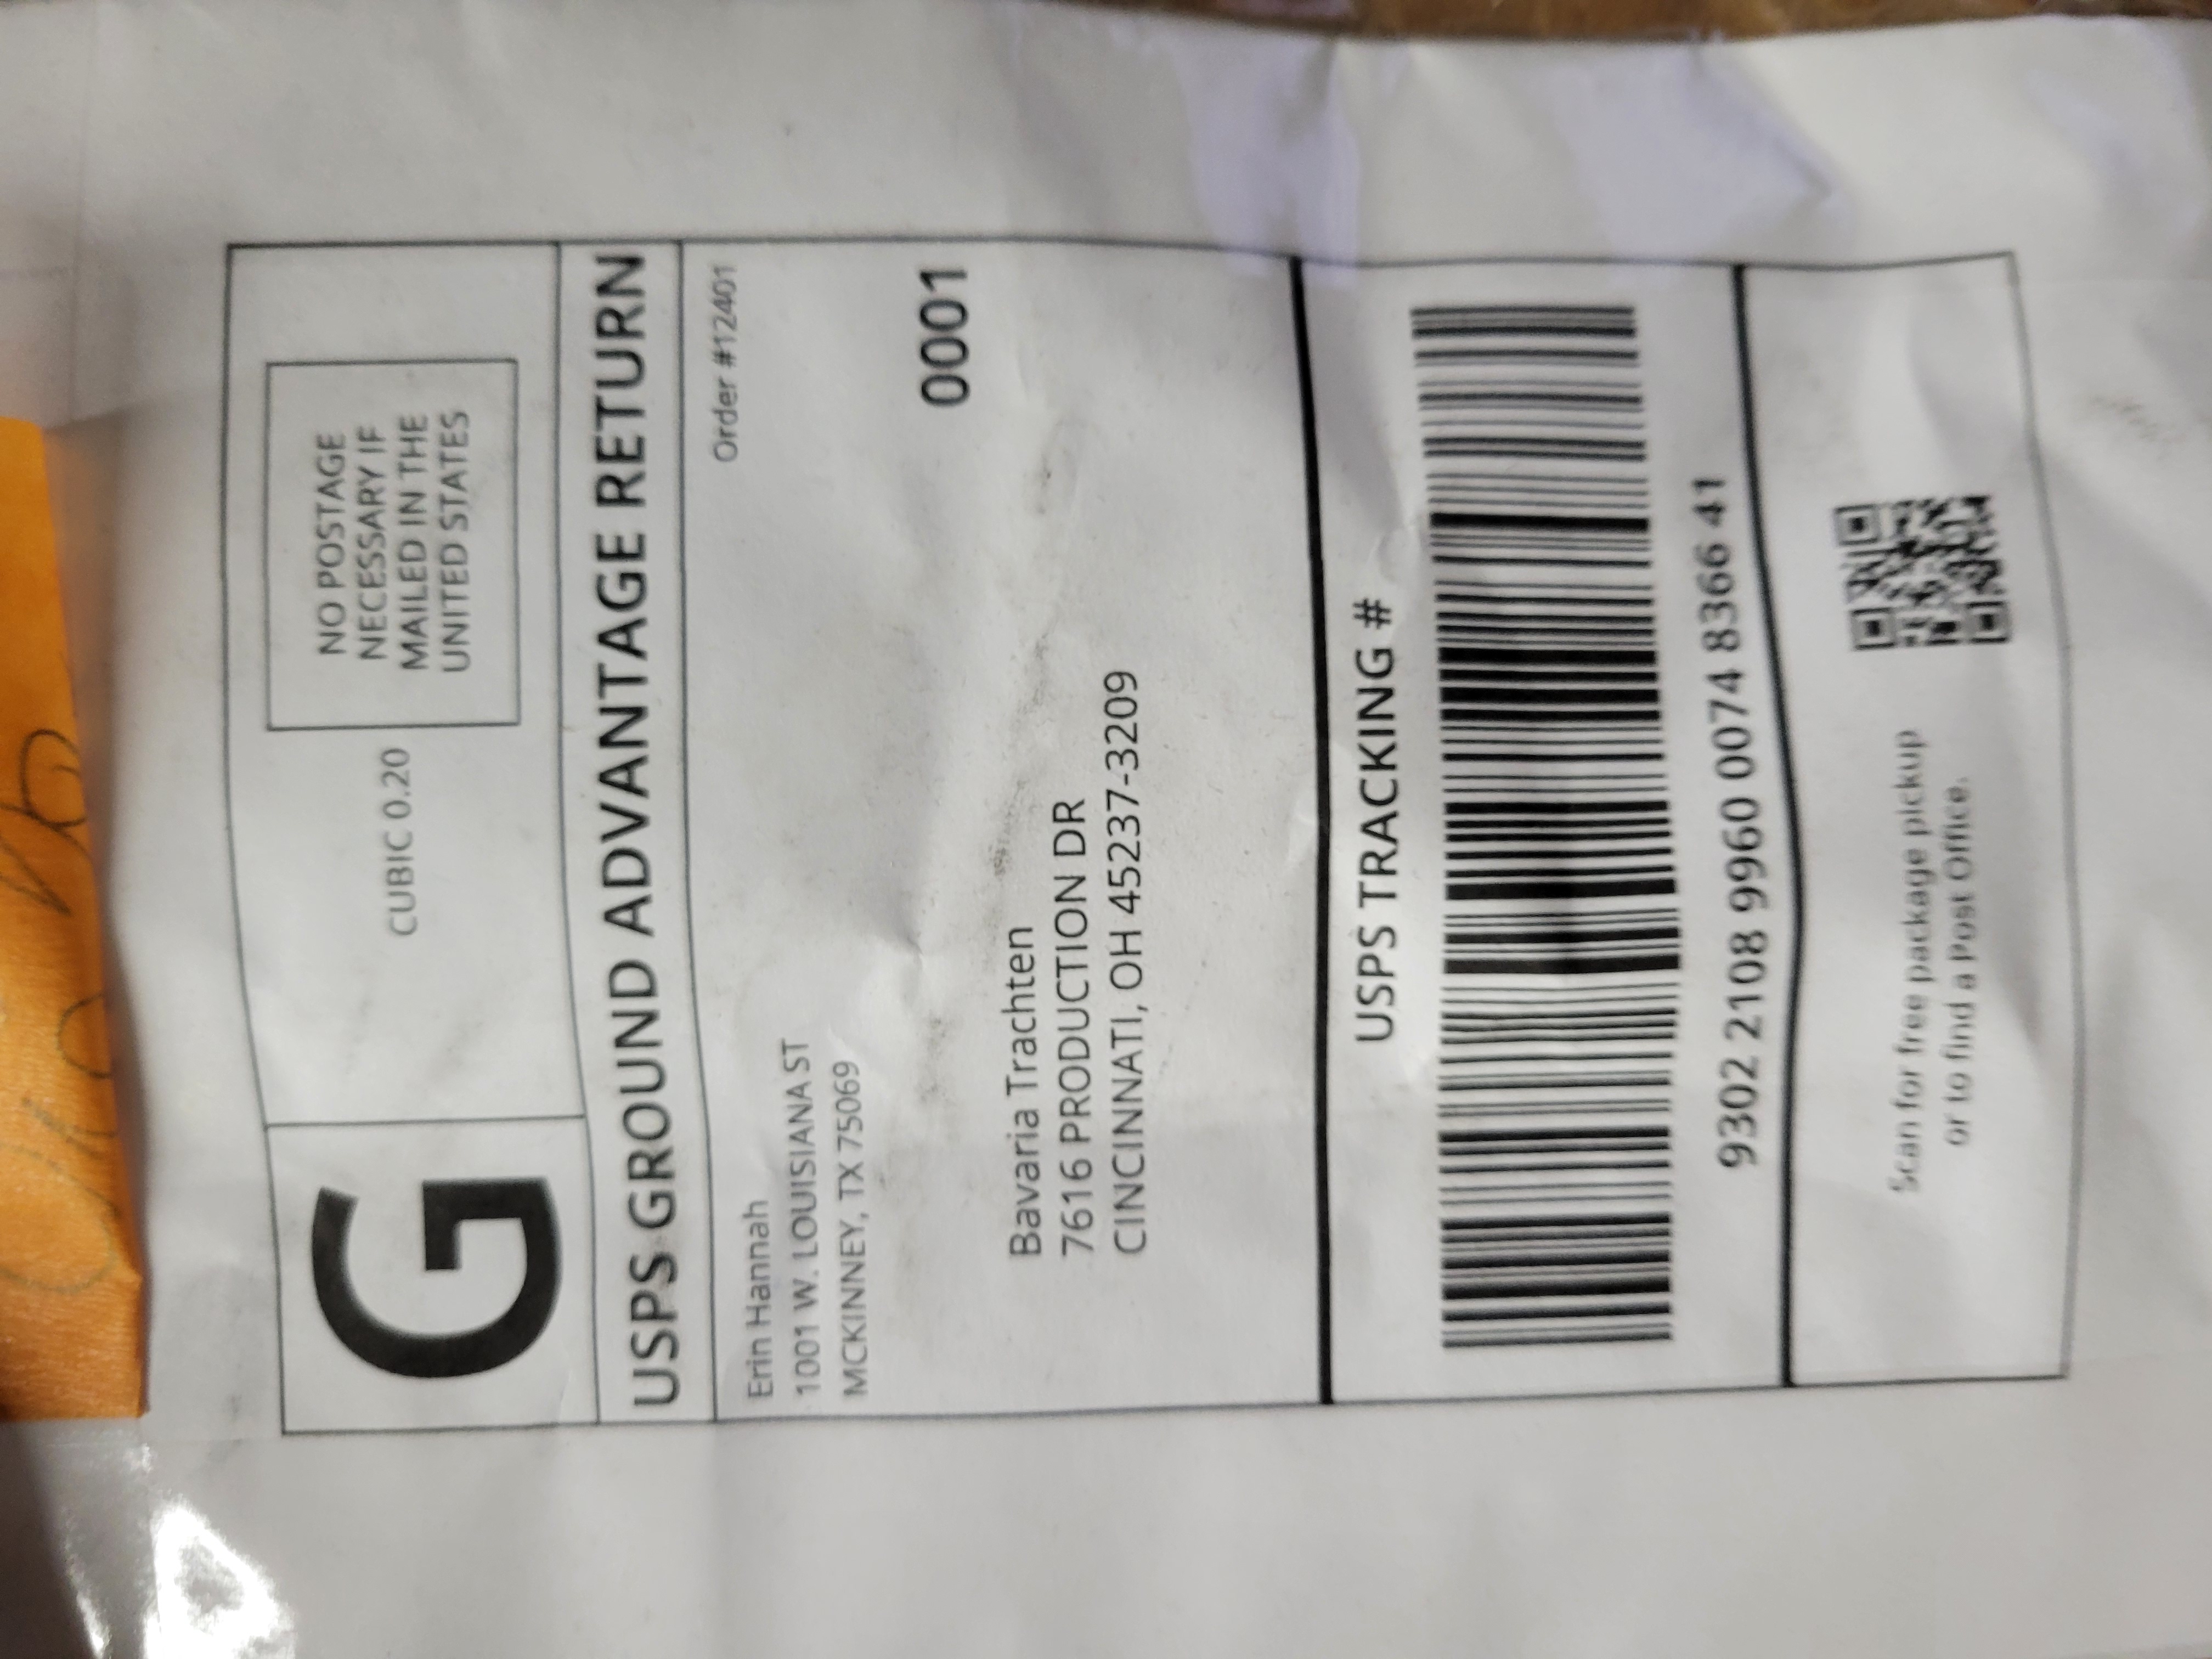 G
CUBIC 0.20
NO POSTAGE
NECESSARY IF
MAILED IN THE
UNITED STATES
USPS GROUND ADVANTAGE RETURN
Order #12401
Erin Hannah
1001 W. LOUISIANA ST
MCKINNEY, TX 75069
0001
Bavaria Trachten
7616 PRODUCTION DR
CINCINNATI, OH 45237-3209
USPS TRACKING #
9302 2108 9960 0074 8366 41
Scan for free package pickup
or to find a Post Office.